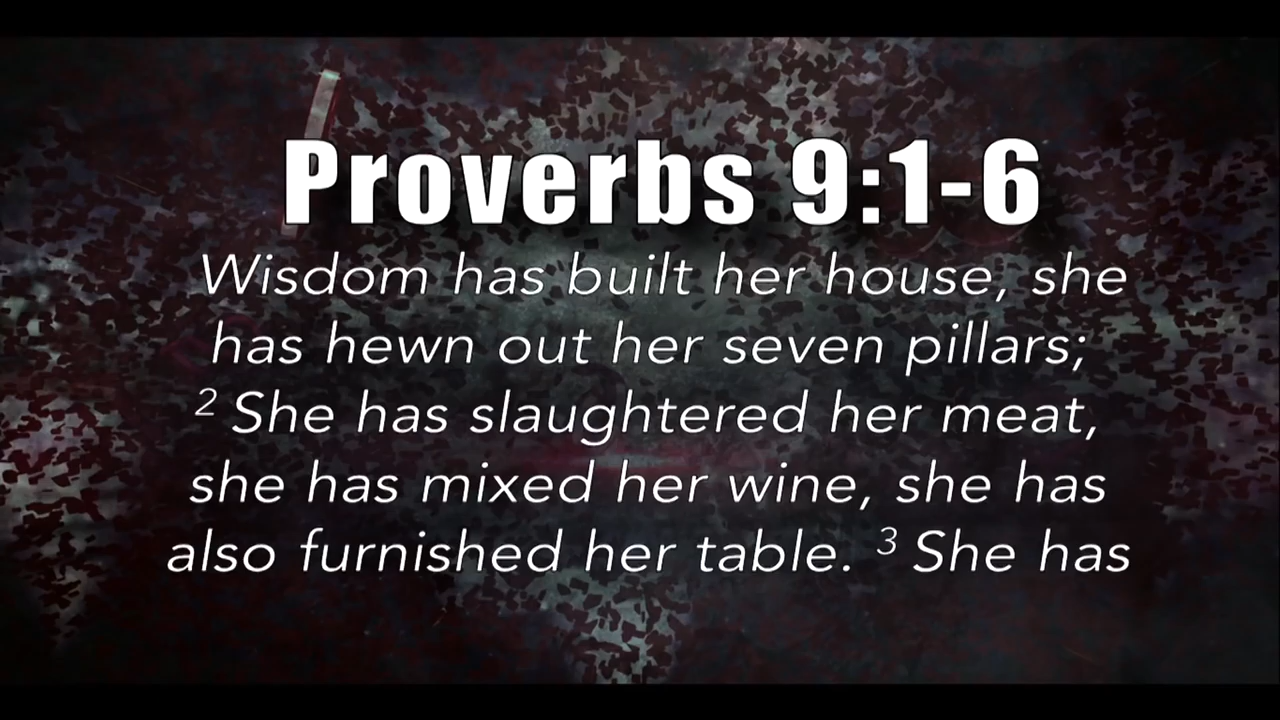 Proverbs 9:1-6
Wisdom has built her house, she
has hewn out her seven pillars;
2 She has slaughtered her meat,
she has mixed her wine, she has
also furnished her table. 3 She has